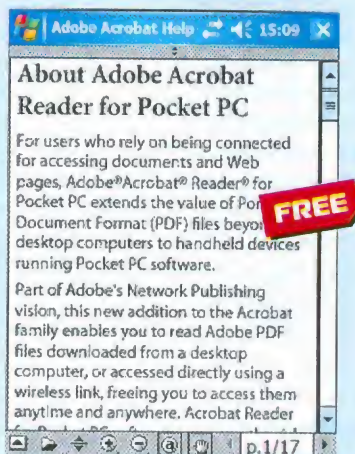 Adobe Acrobat Help 15:09
About Adobe Acrobat
Reader for Pocket PC
For users who rely on being connected
for accessing documents and Web
pages, Adobe®Acrobat® Reader® for
Pocket PC extends the value of
Document Format (PDF) files
desktop computers to handheld devices
running Pocket PC software.
FREE
Part of Adobe's Network Publishing
vision, this new addition to the Acrobat
family enables you to read Adobe PDF
files downloaded from a desktop
computer, or accessed directly using a
wireless link, freeing you to access them
anytime and anywhere. Acrobat Reader
p.1/17